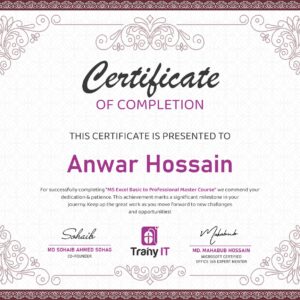 Certificate
OF COMPLETION
THIS CERTIFICATE IS PRESENTED TO
Anwar Hossain
For successfully completing "MS Excel Basic to Professional Master Course" we commend your
dedication & patience. This achievement marks a significant milestone in your
journey. Keep up the great work as you move forward to new challenges
and opportunities!
Sohaib
MD SOHAIB AHMED SOHAG
CO-FOUNDER
Trainy IT
Mahabub
MD. MAHABUB HOSSAIN
MICROSOFT CERTIFIED
OFFICE 365 EXPERT MENTOR